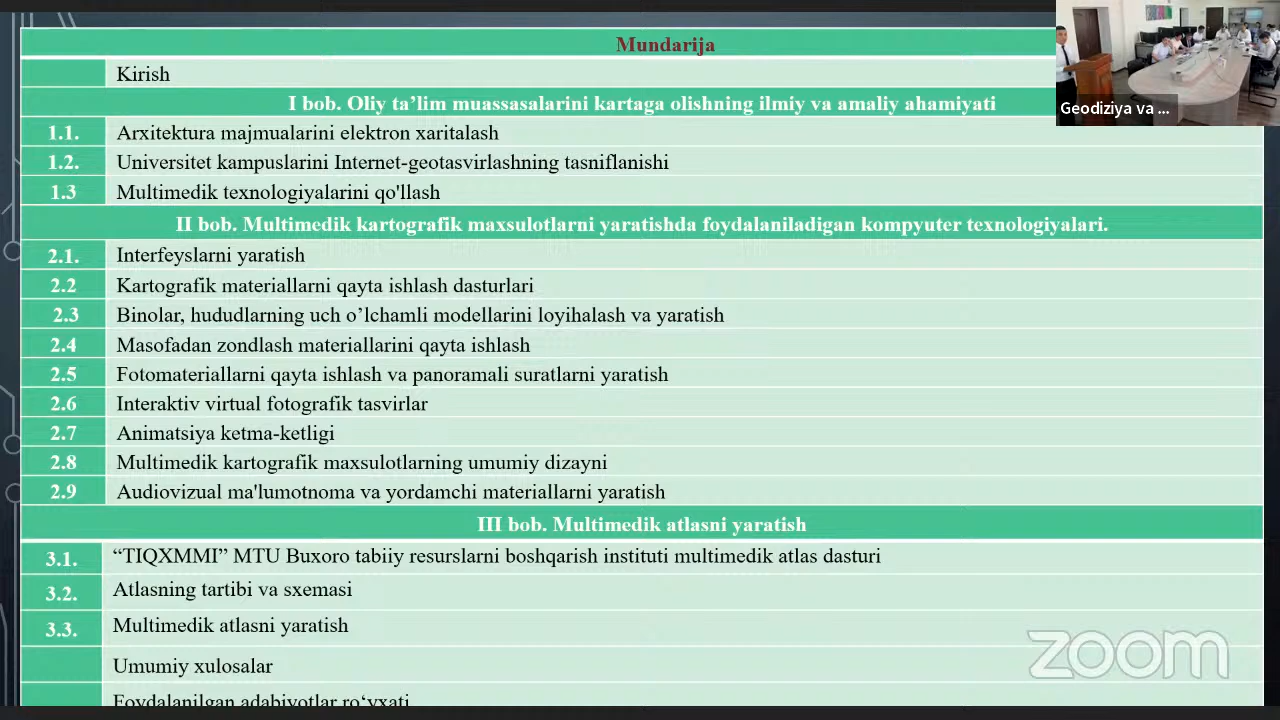 Mundarija
Kirish
I bob. Oliy ta’lim muassasalarini kartaga olishning ilmiy va amaliy ahamiyati
1.1. Arxitektura majmualarini elektron xaritalash
1.2. Universitet kampuslarini Internet-geotasvirlashning tasniflanishi
1.3 Multimedik texnologiyalarini qo'llash
II bob. Multimedik kartografik maxsulotlarni yaratishda foydalaniladigan kompyuter texnologiyalari.
2.1. Interfeyslarni yaratish
2.2 Kartografik materiallarni qayta ishlash dasturlari
2.3 Binolar, hududlarning uch o’lchamli modellarini loyihalash va yaratish
2.4 Masofadan zondlash materiallarini qayta ishlash
2.5 Fotomateriallarni qayta ishlash va panoramali suratlarni yaratish
2.6 Interaktiv virtual fotografik tasvirlar
2.7 Animatsiya ketma-ketligi
2.8 Multimedik kartografik maxsulotlarning umumiy dizayni
2.9 Audiovizual ma'lumotnoma va yordamchi materiallarni yaratish
III bob. Multimedik atlasni yaratish
3.1. “TIQXMMI” MTU Buxoro tabiiy resurslarni boshqarish instituti multimedik atlas dasturi
3.2. Atlasning tartibi va sxemasi
3.3. Multimedik atlasni yaratish
Umumiy xulosalar
Foydalanilgan adabiyotlar ro‘yxati
Geodiziya va ...
zoom